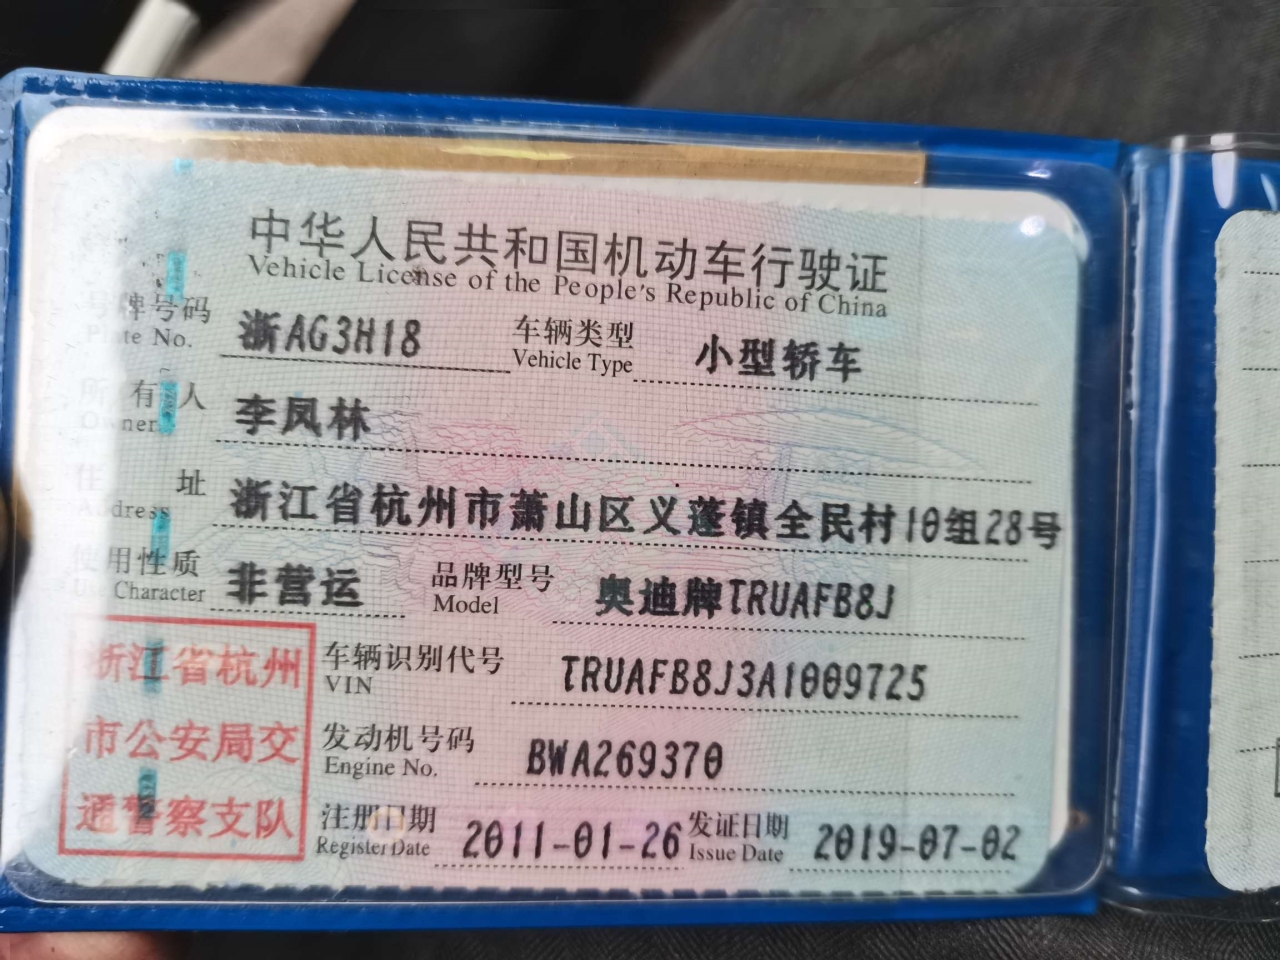 中华人民共和国机动车行驶证
Vehicle License of the People's Republic of China
号牌号码 浙AG3H18 车辆类型 小型轿车
Plate No. Vehicle Type
所有人 李凤林
Owner
住址 浙江省杭州市萧山区义蓬镇全民村10组28号
Address
使用性质 非营运 品牌型号 奥迪牌TRUAFB8J
Use Character Model
浙江省杭州
市公安局交
通警察支队
车辆识别代号 TRUAFB8J3A1009725
VIN
发动机号码 BWA269370
Engine No.
注册日期 2011-01-26 发证日期 2019-07-02
Register Date Issue Date